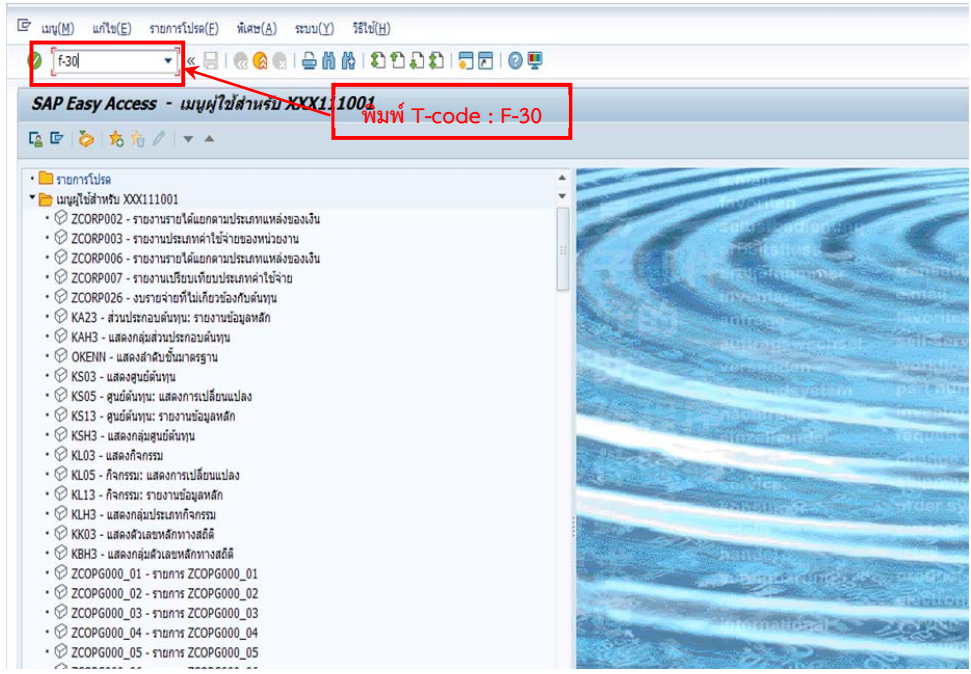 เมนู(M) แก้ไข(E) รายการโปรด(F) พิเศษ(A) ระบบ(Y) วิธีใช้(H)
f-30
SAP Easy Access - เมนูผู้ใช้สำหรับ XXX111001
พิมพ์ T-code : F-30
รายการโปรด
เมนูผู้ใช้สำหรับ XXX111001
ZCORP002 - รายงานรายได้แยกตามประเภทแหล่งของเงิน
ZCORP003 - รายงานประเภทค่าใช้จ่ายของหน่วยงาน
ZCORP006 - รายงานรายได้แยกตามประเภทแหล่งของเงิน
ZCORP007 - รายงานเปรียบเทียบประเภทค่าใช้จ่าย
ZCORP026 - งบรายจ่ายที่ไม่เกี่ยวข้องกับต้นทุน
KA23 - ส่วนประกอบต้นทุน: รายงานข้อมูลหลัก
KAH3 - แสดงกลุ่มส่วนประกอบต้นทุน
OKENN - แสดงลำดับขั้นมาตรฐาน
KS03 - แสดงศูนย์ต้นทุน
KS05 - ศูนย์ต้นทุน: แสดงการเปลี่ยนแปลง
KS13 - ศูนย์ต้นทุน: รายงานข้อมูลหลัก
KSH3 - แสดงกลุ่มศูนย์ต้นทุน
KL03 - แสดงกิจกรรม
KL05 - กิจกรรม: แสดงการเปลี่ยนแปลง
KL13 - กิจกรรม: รายงานข้อมูลหลัก
KLH3 - แสดงกลุ่มประเภทกิจกรรม
KK03 - แสดงตัวเลขหลักทางสถิติ
KBH3 - แสดงกลุ่มตัวเลขหลักทางสถิติ
ZCOPG000_01 - รายการ ZCOPG000_01
ZCOPG000_02 - รายการ ZCOPG000_02
ZCOPG000_03 - รายการ ZCOPG000_03
ZCOPG000_04 - รายการ ZCOPG000_04
ZCOPG000_05 - รายการ ZCOPG000_05